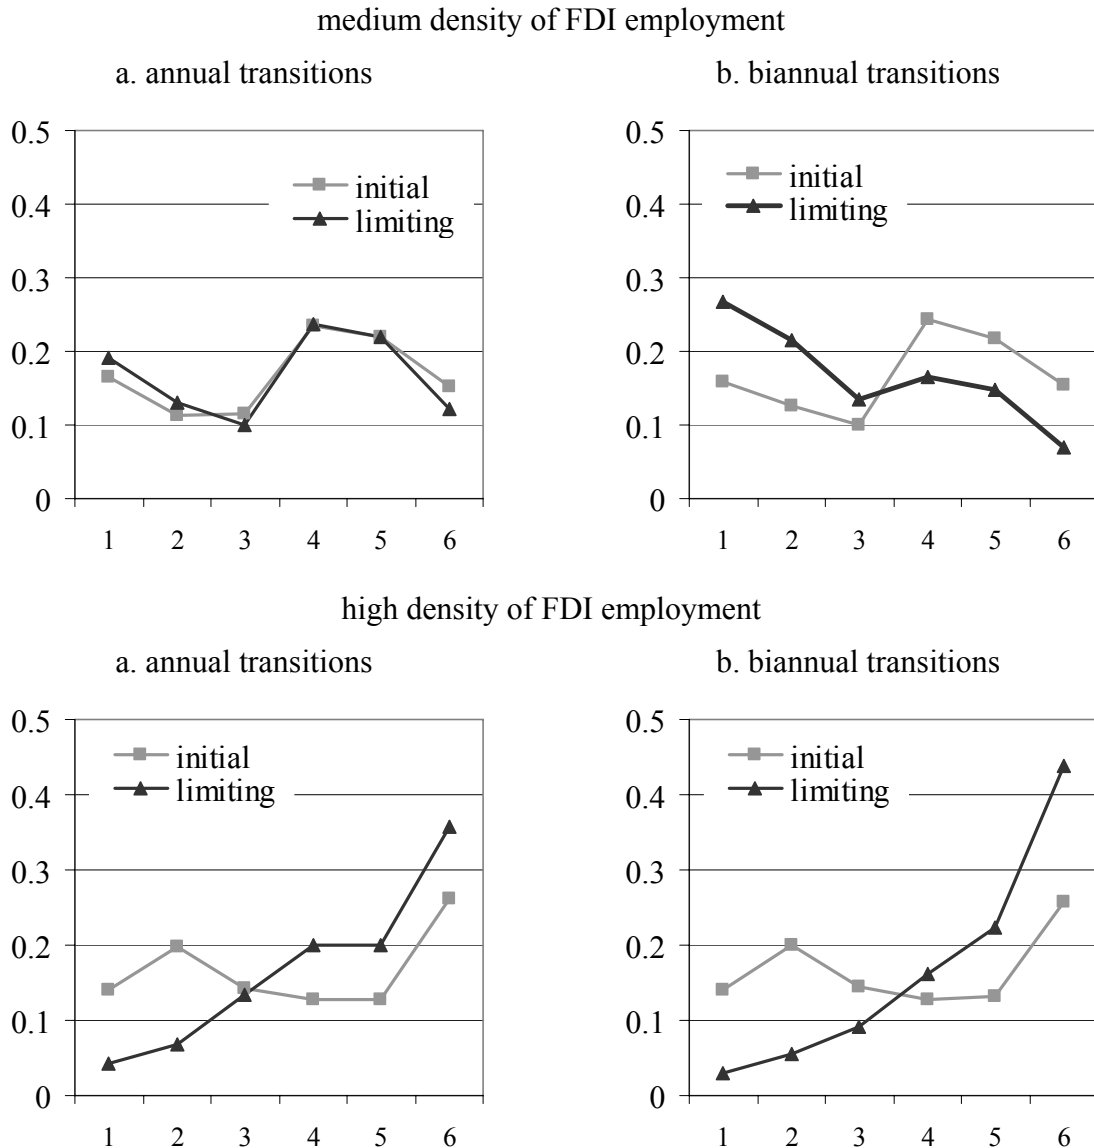 medium density of FDI employment
a. annual transitions
b. biannual transitions
0.5
0.4
0.3
0.2
0.1
0
initial
limiting
1 2 3 4 5 6
0.5
0.4
0.3
0.2
0.1
0
initial
limiting
1 2 3 4 5 6
high density of FDI employment
a. annual transitions
b. biannual transitions
0.5
0.4
0.3
0.2
0.1
0
initial
limiting
1 2 3 4 5 6
0.5
0.4
0.3
0.2
0.1
0
initial
limiting
1 2 3 4 5 6